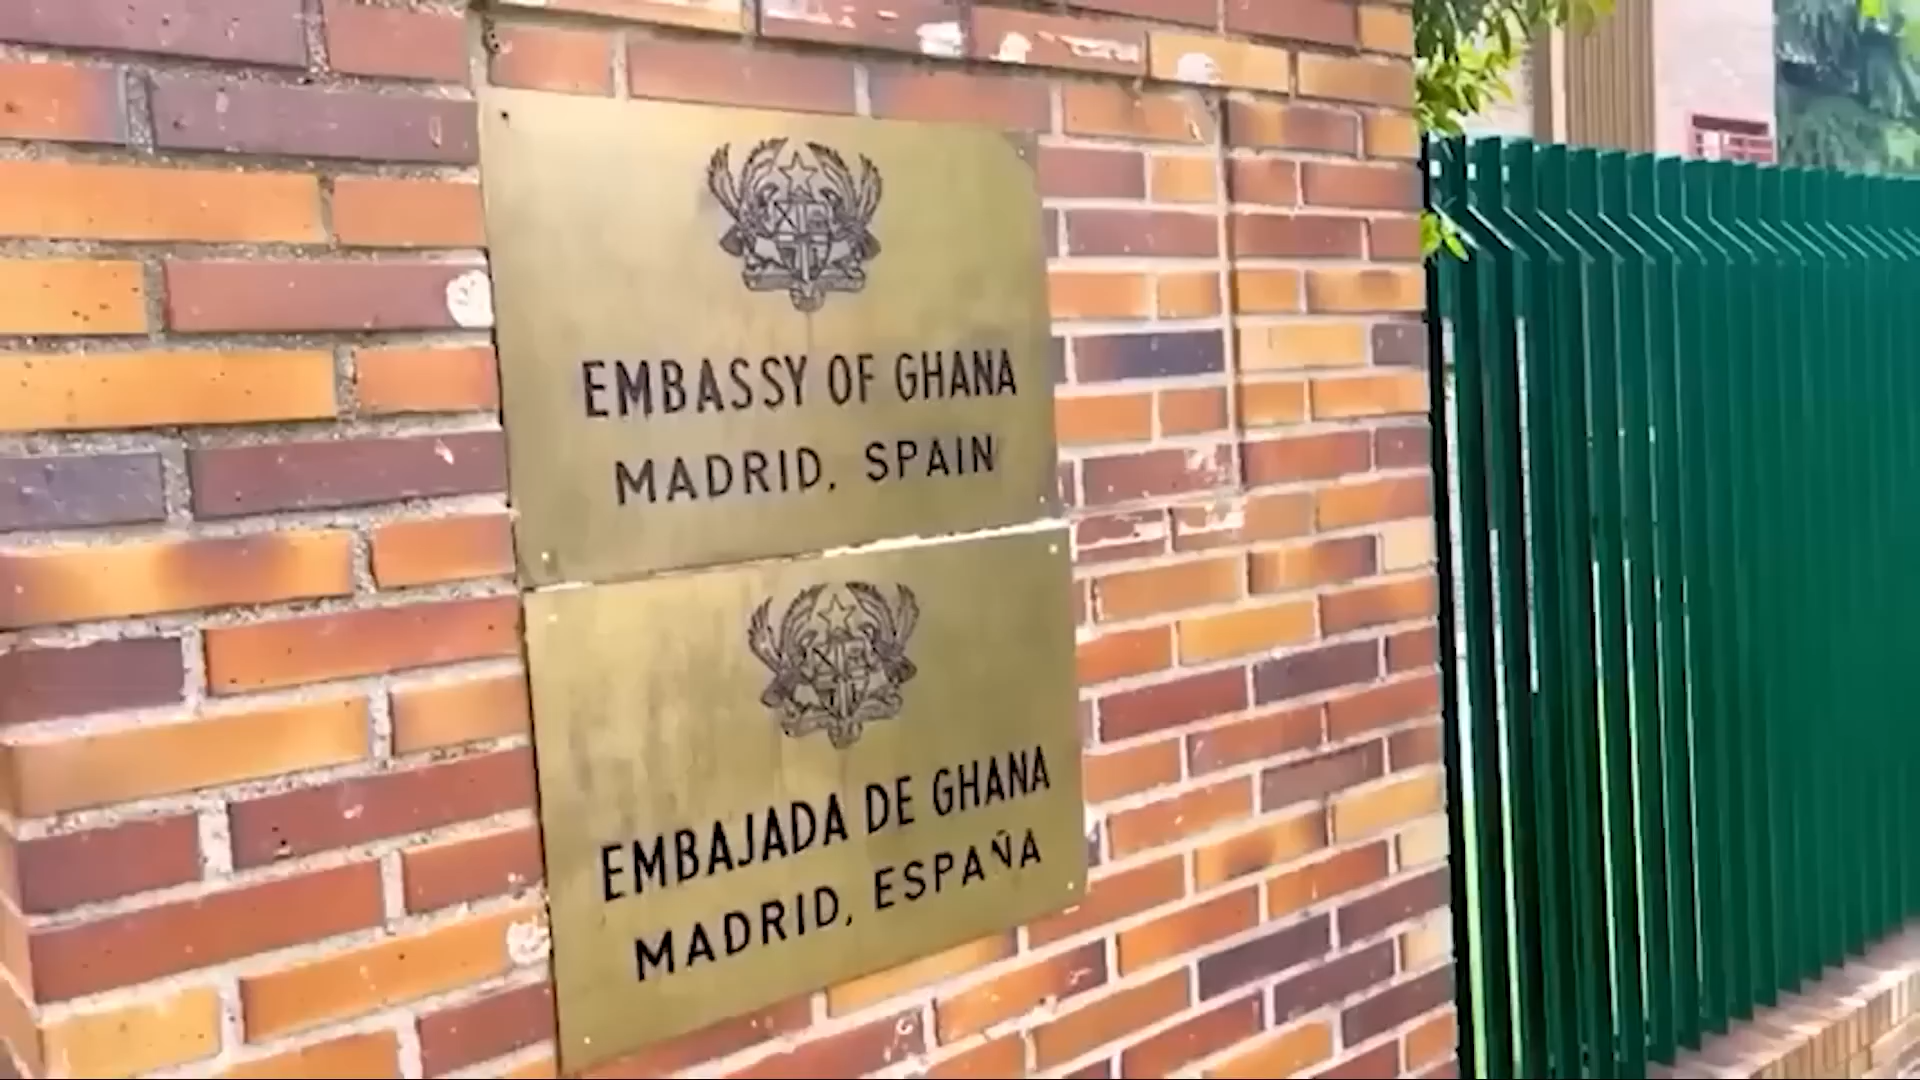 EMBASSY OF GHANA
MADRID, SPAIN
EMBAJADA DE GHANA
MADRID, ESPAÑA